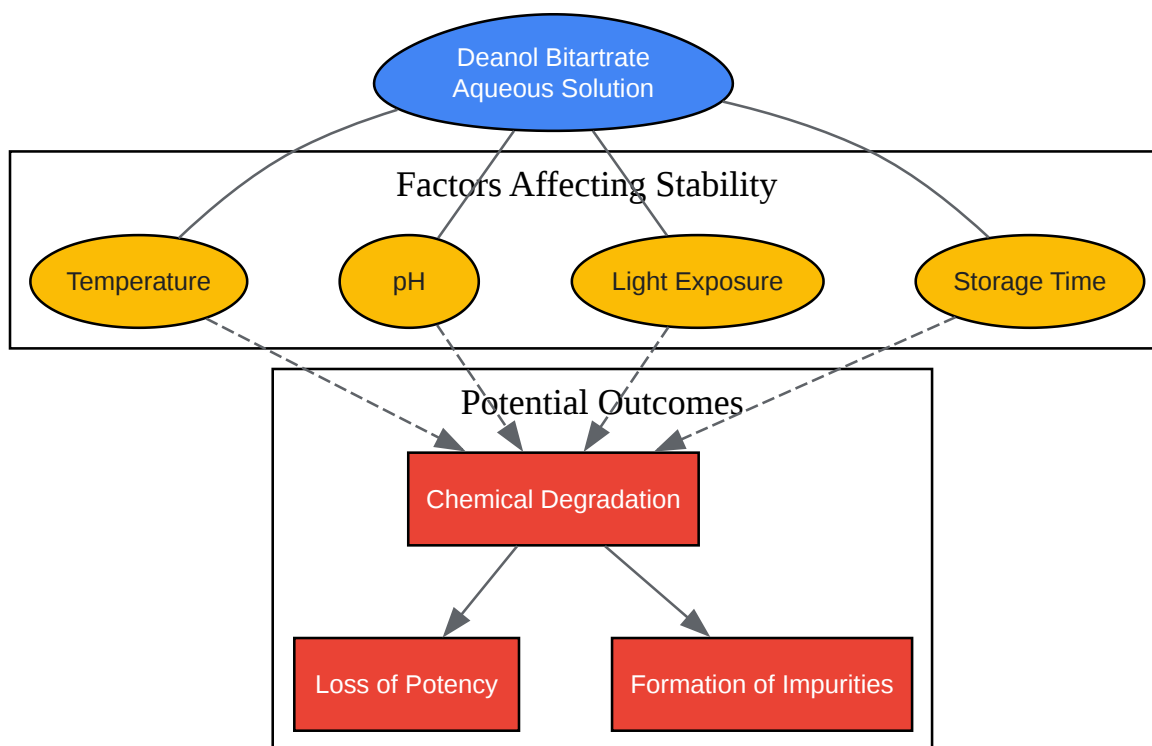 Deanol Bitartrate
Aqueous Solution
Factors Affecting Stability
Temperature
pH
Light Exposure
Storage Time
Potential Outcomes
Chemical Degradation
Loss of Potency
Formation of Impurities